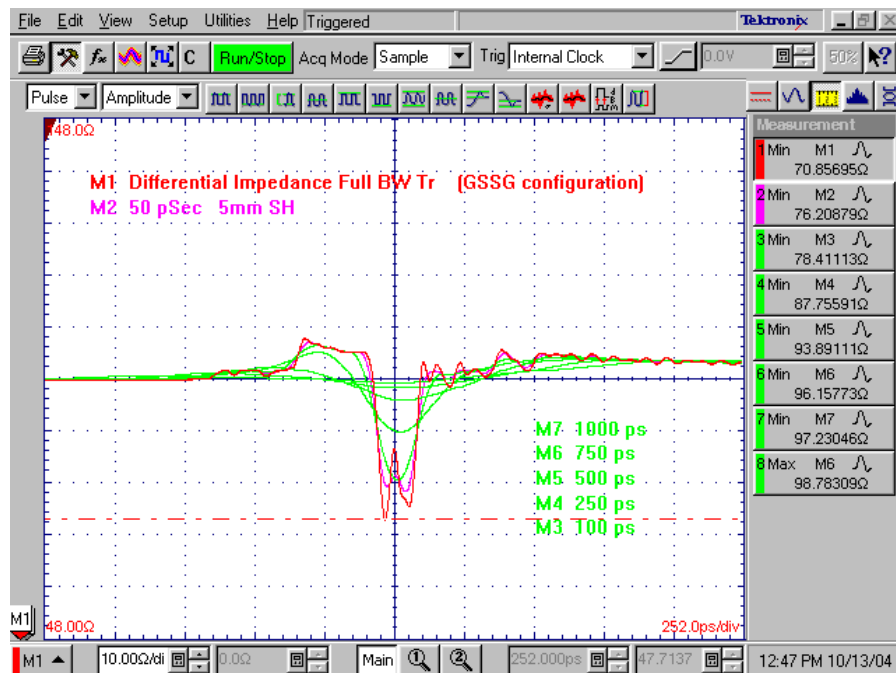 File Edit View Setup Utilities Help Triggered Tektronix
C Run/Stop Acq Mode Sample Trig Internal Clock 0.0V 50%
Pulse Amplitude
48.0Ω
M1 Differential Impedance Full BW Tr (GSSG configuration)
M2 50 pSec 5mm SH
M7 1000 ps
M6 750 ps
M5 500 ps
M4 250 ps
M3 100 ps
M1
48.00Ω 252.0ps/div
Measurement
1 Min M1
70.85695Ω
2 Min M2
76.20879Ω
3 Min M3
78.41113Ω
4 Min M4
87.75591Ω
5 Min M5
93.89111Ω
6 Min M6
96.15773Ω
7 Min M7
97.23046Ω
8 Max M6
98.78309Ω
M1 10.00Ω/di 0.0Ω Main 252.000ps 47.7137 12:47 PM 10/13/04